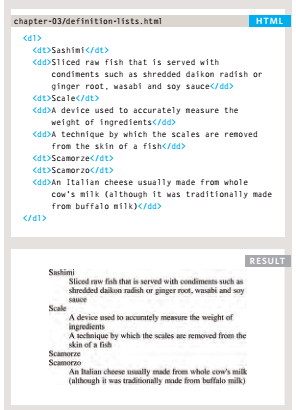 chapter-03/definition-lists.html HTML
<dl>
<dt>Sashimi</dt>
<dd>Sliced raw fish that is served with
condiments such as shredded daikon radish or
ginger root, wasabi and soy sauce</dd>
<dt>Scale</dt>
<dd>A device used to accurately measure the
weight of ingredients</dd>
<dd>A technique by which the scales are removed
from the skin of a fish</dd>
<dt>Scamorze</dt>
<dt>Scamorzo</dt>
<dd>An Italian cheese usually made from whole
cow's milk (although it was traditionally made
from buffalo milk)</dd>
</dl>
RESULT
Sashimi
Sliced raw fish that is served with condiments such as
shredded daikon radish or ginger root, wasabi and soy
sauce
Scale
A device used to accurately measure the weight of
ingredients
A technique by which the scales are removed from the
skin of a fish
Scamorze
Scamorzo
An Italian cheese usually made from whole cow's milk
(although it was traditionally made from buffalo milk)